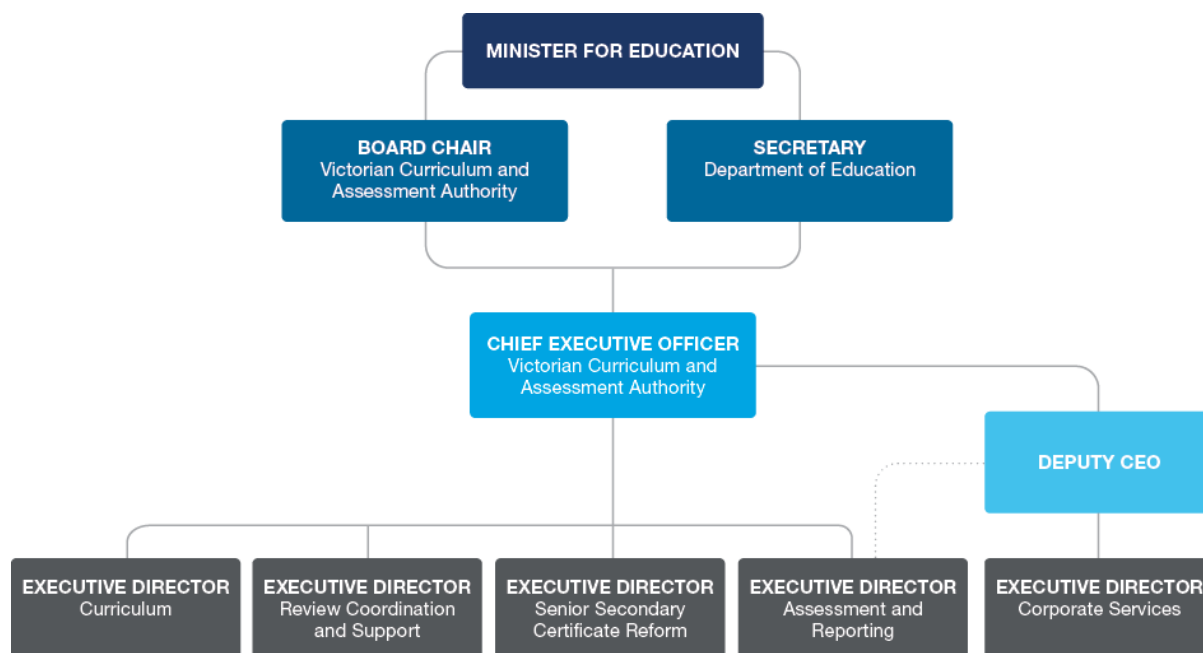 MINISTER FOR EDUCATION
BOARD CHAIR
Victorian Curriculum and
Assessment Authority
SECRETARY
Department of Education
CHIEF EXECUTIVE OFFICER
Victorian Curriculum and
Assessment Authority
DEPUTY CEO
EXECUTIVE DIRECTOR
Curriculum
EXECUTIVE DIRECTOR
Review Coordination
and Support
EXECUTIVE DIRECTOR
Senior Secondary
Certificate Reform
EXECUTIVE DIRECTOR
Assessment and
Reporting
EXECUTIVE DIRECTOR
Corporate Services